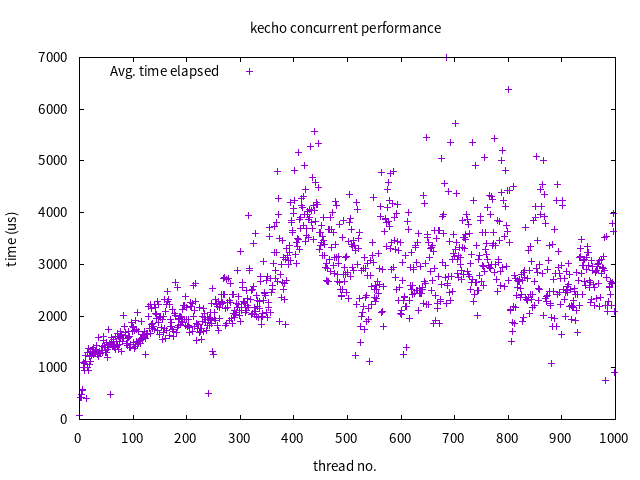 kecho concurrent performance
Avg. time elapsed
7000
6000
5000
4000
3000
2000
1000
0
time (us)
0 100 200 300 400 500 600 700 800 900 1000
thread no.